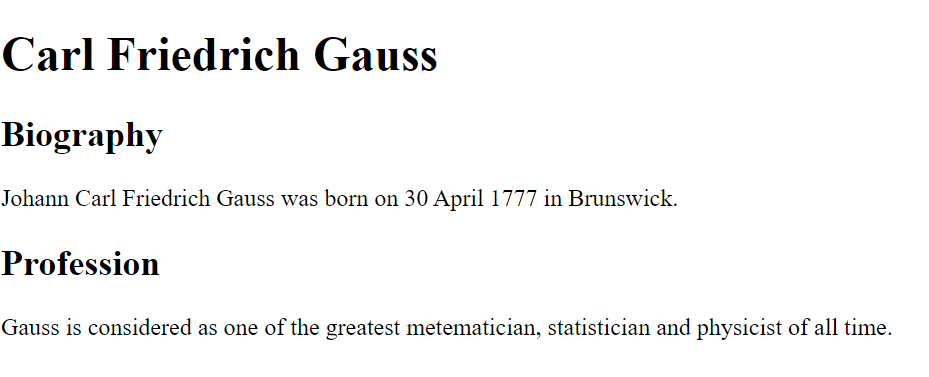 Carl Friedrich Gauss
Biography
Johann Carl Friedrich Gauss was born on 30 April 1777 in Brunswick.
Profession
Gauss is considered as one of the greatest metematician, statistician and physicist of all time.